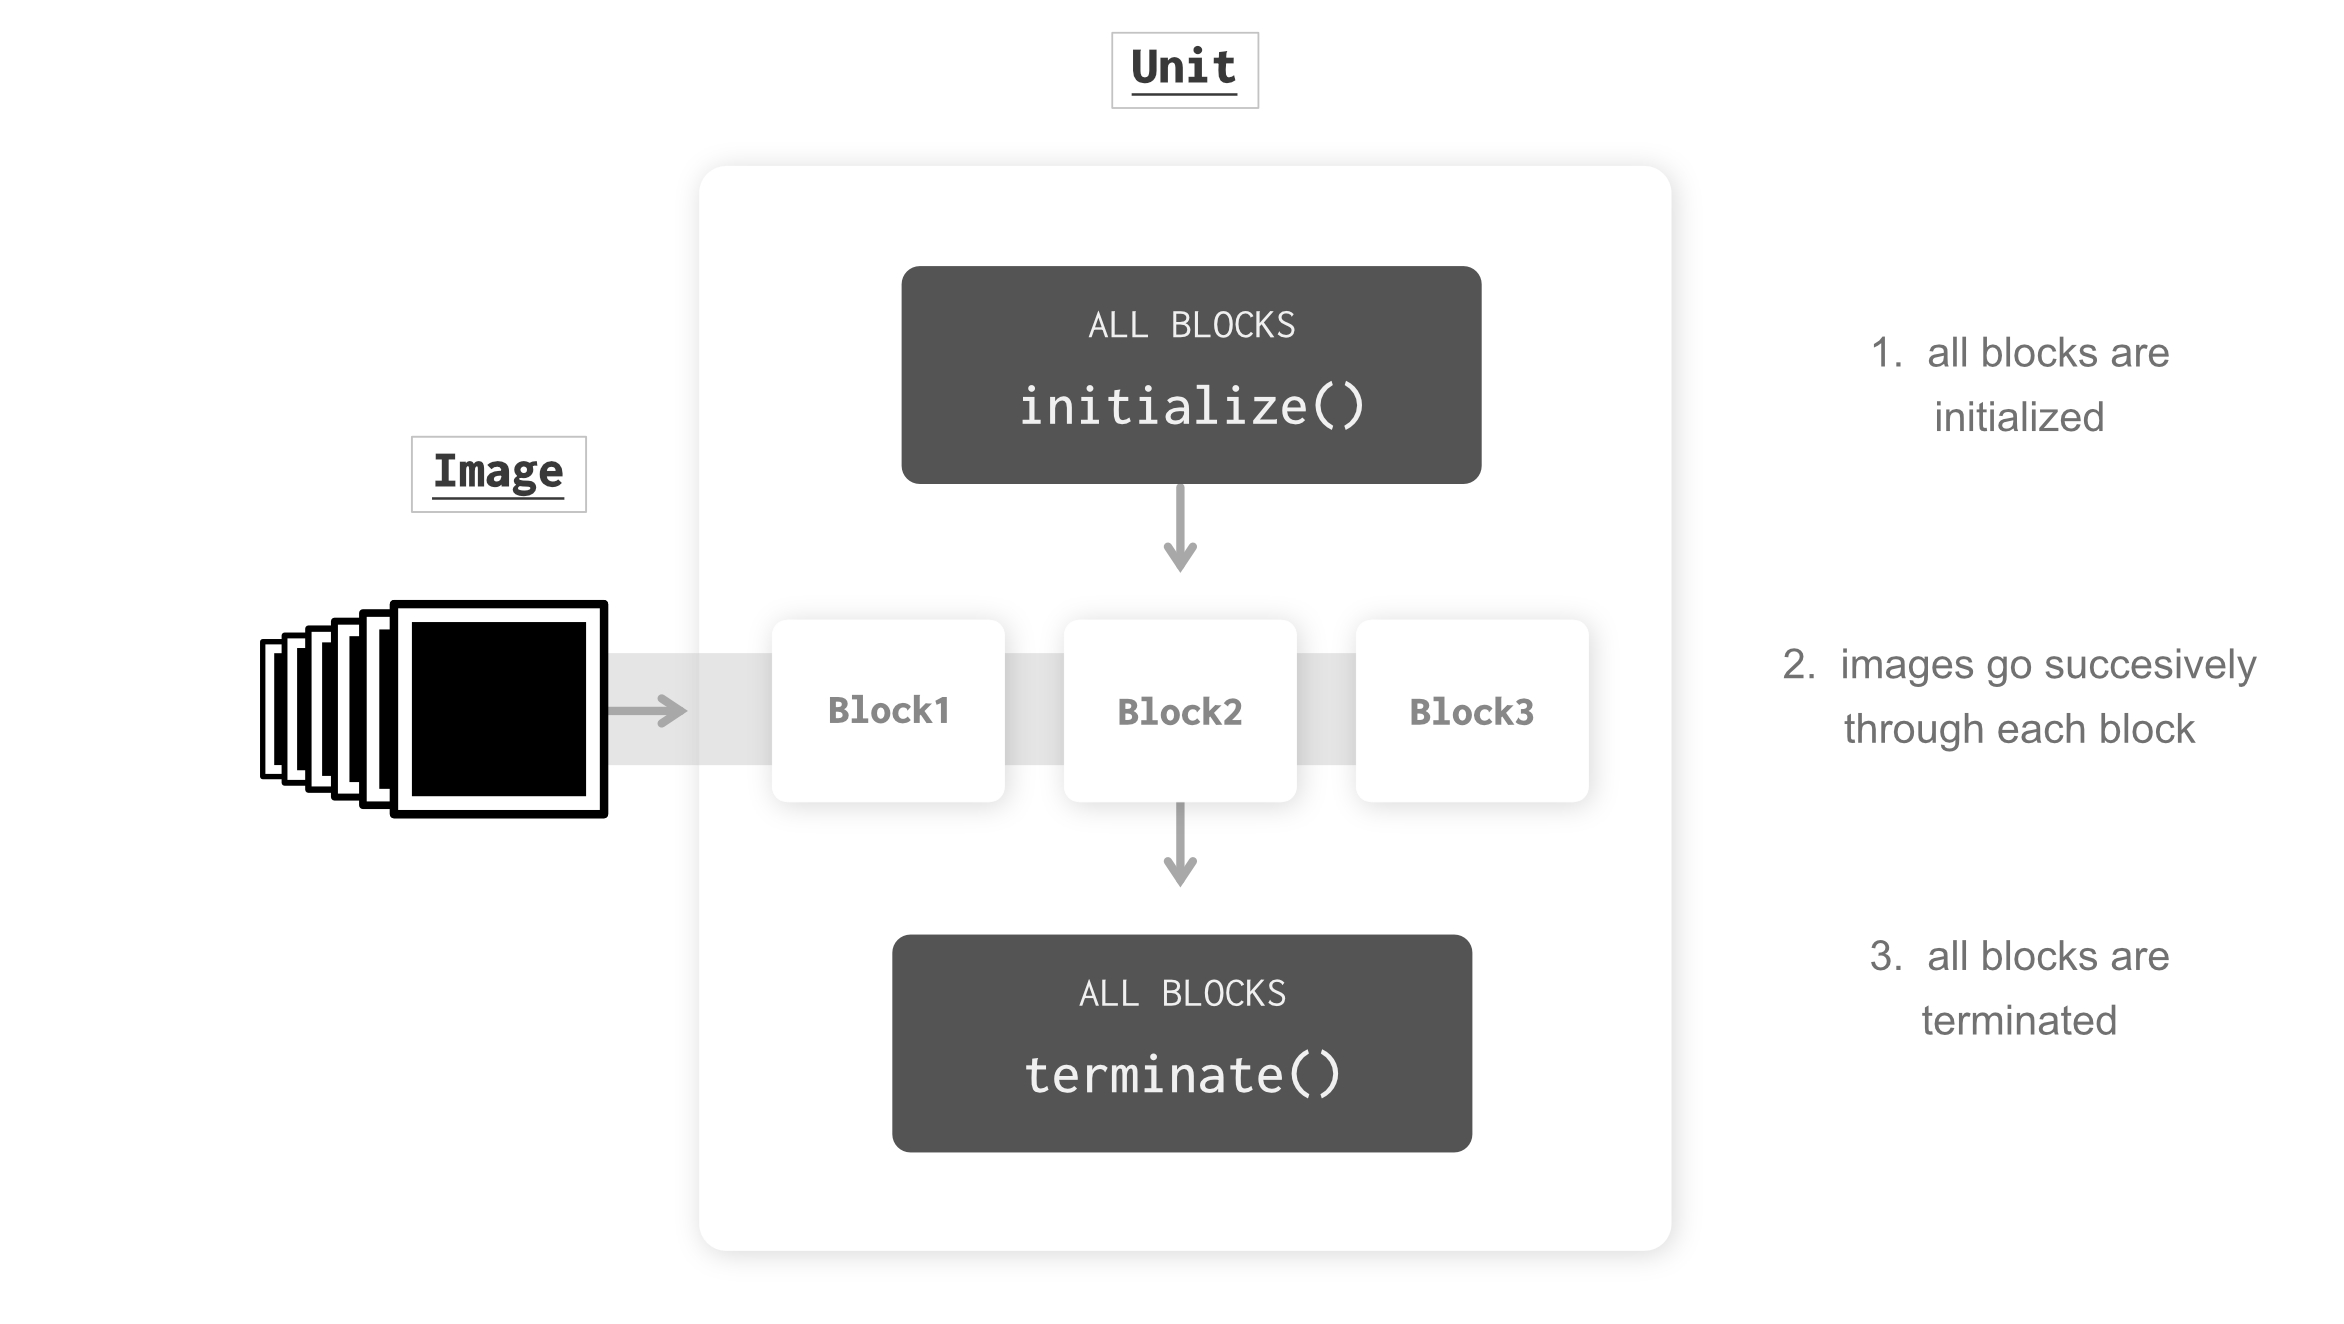 Unit
ALL BLOCKS
initialize()
1. all blocks are
initialized
Image
Block1
Block2
Block3
2. images go succesively
through each block
ALL BLOCKS
terminate()
3. all blocks are
terminated